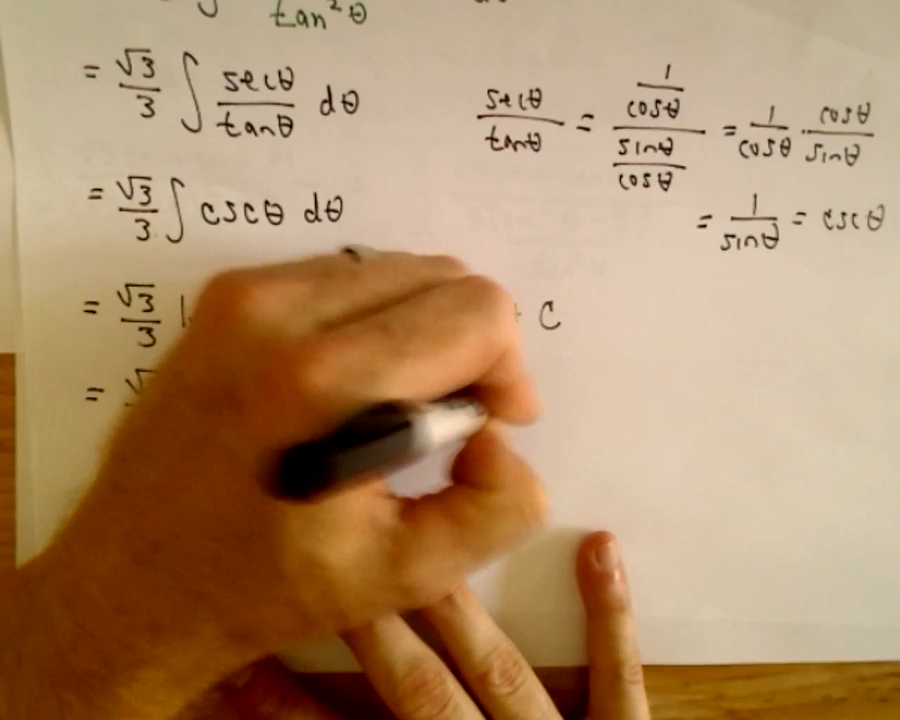 tan²θ
= √3/3 ∫ secθ/tanθ dθ
secθ/tanθ = (1/cosθ)/(sinθ/cosθ) = 1/cosθ · cosθ/sinθ
= √3/3 ∫ cscθ dθ
= 1/sinθ = cscθ
= √3/3 C
=